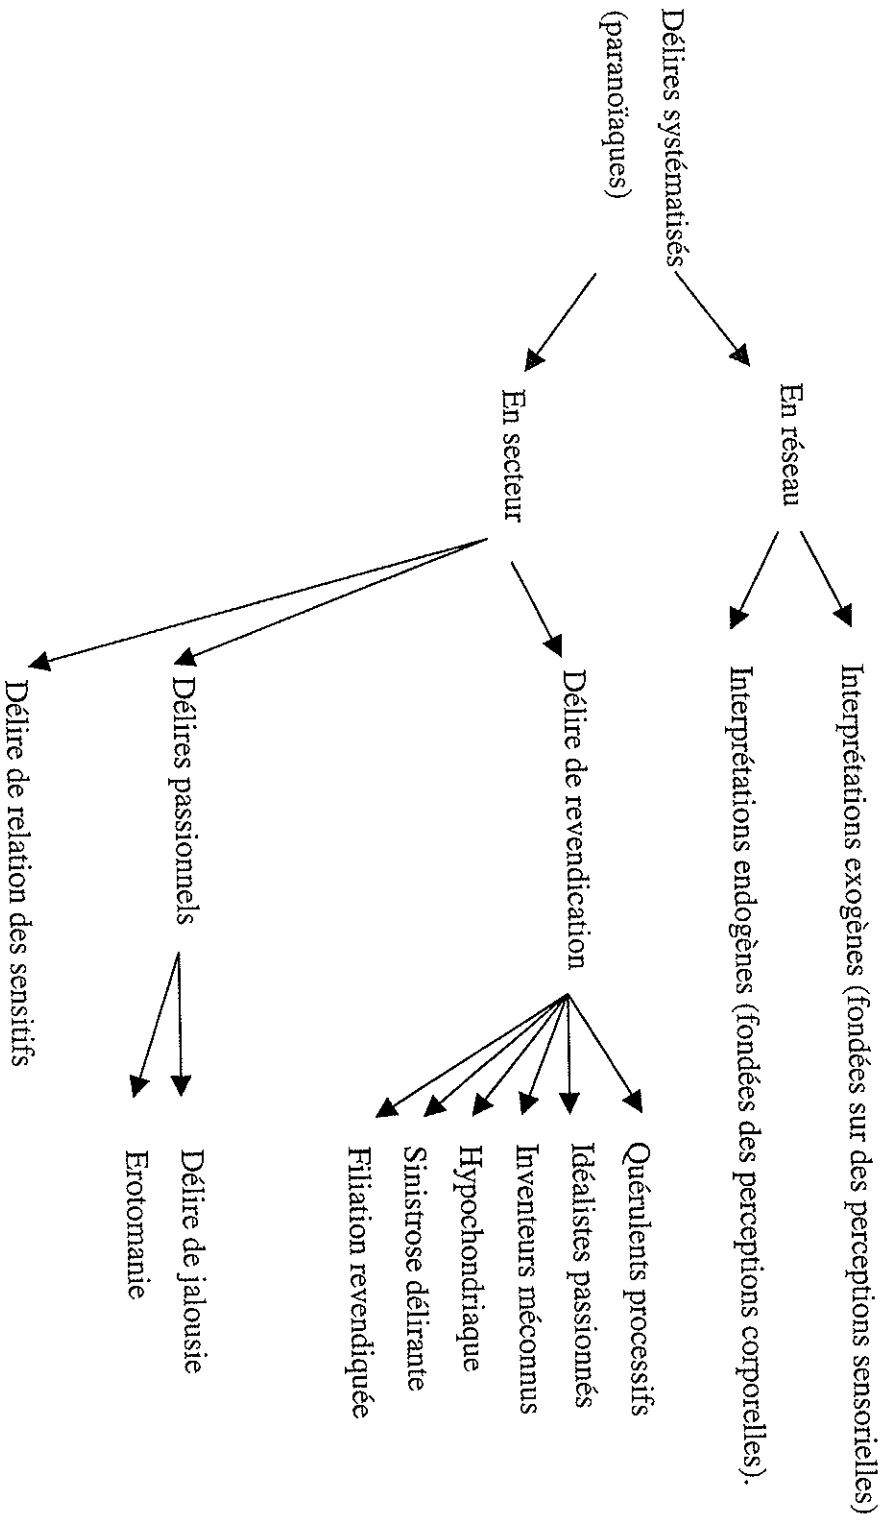 Délires systématisés
(paranoïaques)
En réseau
Interprétations exogènes (fondées sur des perceptions sensorielles)
Interprétations endogènes (fondées des perceptions corporelles).
En secteur
Délire de revendication
Quérulents processifs
Idéalistes passionnés
Inventeurs méconnus
Hypochondriaque
Sinistrose délirante
Filiation revendiquée
Délires passionnels
Délire de jalousie
Erotomanie
Délire de relation des sensitifs